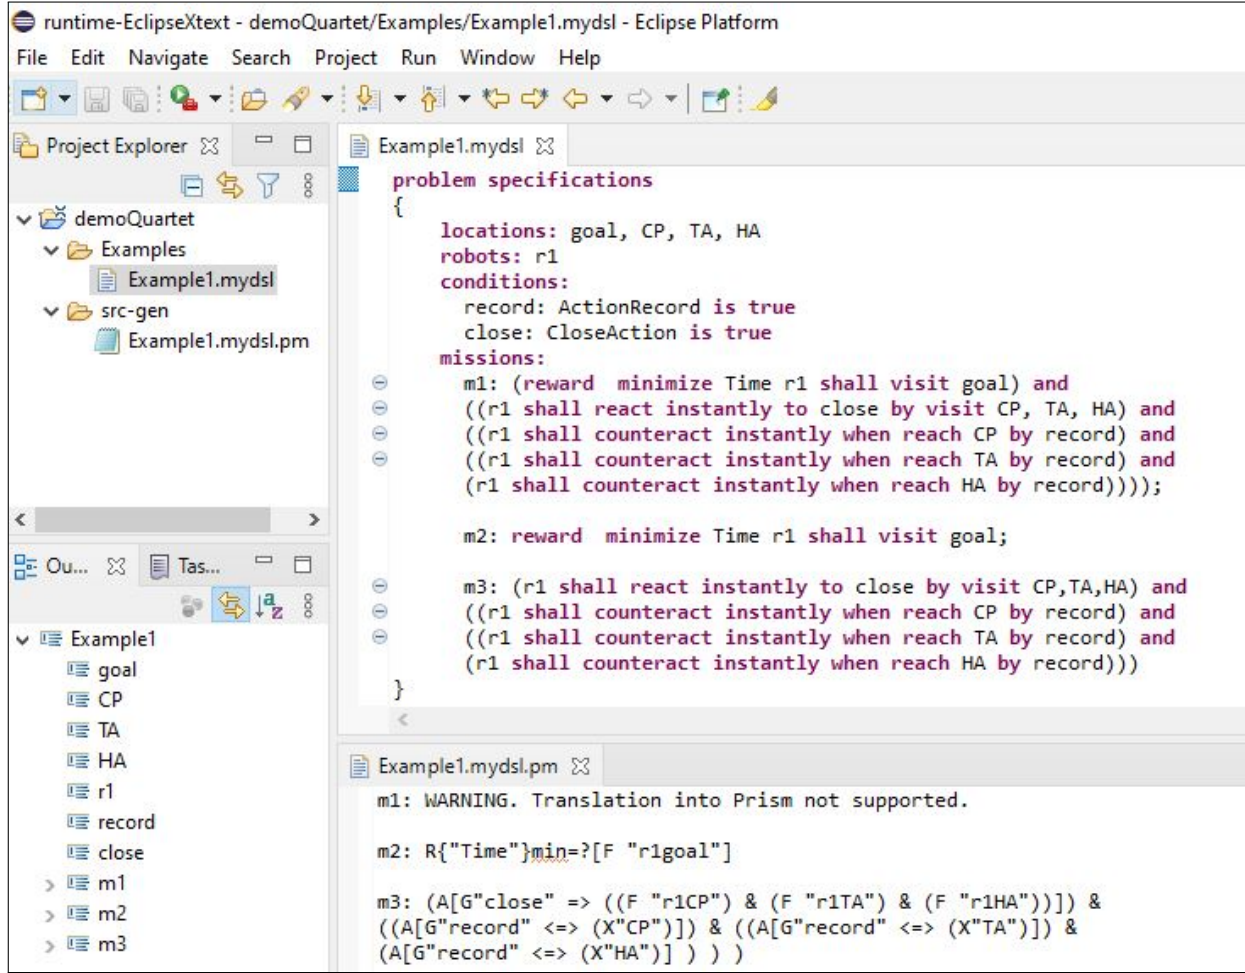 runtime-EclipseXtext - demoQuartet/Examples/Example1.mydsl - Eclipse Platform
File Edit Navigate Search Project Run Window Help
Project Explorer
demoQuartet
Examples
Example1.mydsl
src-gen
Example1.mydsl.pm
Ou...
Tas...
Example1
goal
CP
TA
HA
r1
record
close
m1
m2
m3
Example1.mydsl
problem specifications
{
locations: goal, CP, TA, HA
robots: r1
conditions:
record: ActionRecord is true
close: CloseAction is true
missions:
m1: (reward  minimize Time r1 shall visit goal) and
((r1 shall react instantly to close by visit CP, TA, HA) and
((r1 shall counteract instantly when reach CP by record) and
((r1 shall counteract instantly when reach TA by record) and
(r1 shall counteract instantly when reach HA by record))));
m2: reward  minimize Time r1 shall visit goal;
m3: (r1 shall react instantly to close by visit CP,TA,HA) and
((r1 shall counteract instantly when reach CP by record) and
((r1 shall counteract instantly when reach TA by record) and
(r1 shall counteract instantly when reach HA by record)))
}
Example1.mydsl.pm
m1: WARNING. Translation into Prism not supported.
m2: R{"Time"}min=?[F "r1goal"]
m3: (A[G"close" => ((F "r1CP") & (F "r1TA") & (F "r1HA"))]) &
((A[G"record" <=> (X"CP")]) & ((A[G"record" <=> (X"TA")]) &
(A[G"record" <=> (X"HA")] ) ) )